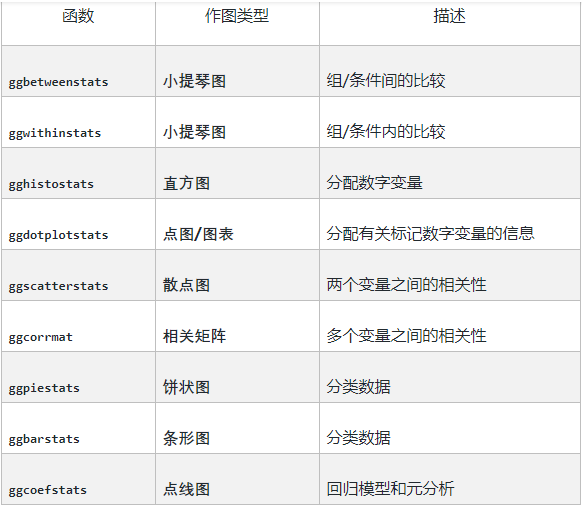 函数 作图类型 描述
ggbetweenstats 小提琴图 组/条件间的比较
ggwithinstats 小提琴图 组/条件内的比较
gghistostats 直方图 分配数字变量
ggdotplotstats 点图/图表 分配有关标记数字变量的信息
ggscatterstats 散点图 两个变量之间的相关性
ggcorrmat 相关矩阵 多个变量之间的相关性
ggpiestats 饼状图 分类数据
ggbarstats 条形图 分类数据
ggcoefstats 点线图 回归模型和元分析